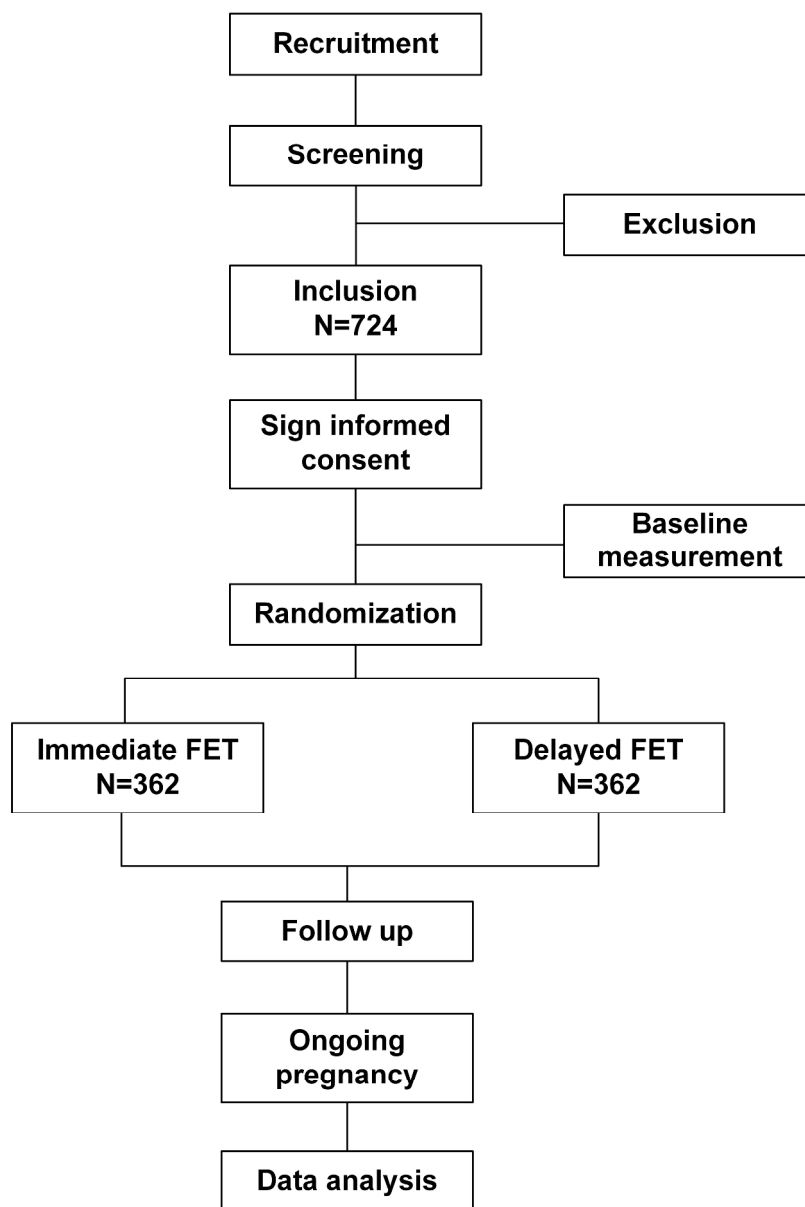 Recruitment
Screening
Exclusion
Inclusion
N=724
Sign informed
consent
Baseline
measurement
Randomization
Immediate FET
N=362
Delayed FET
N=362
Follow up
Ongoing
pregnancy
Data analysis